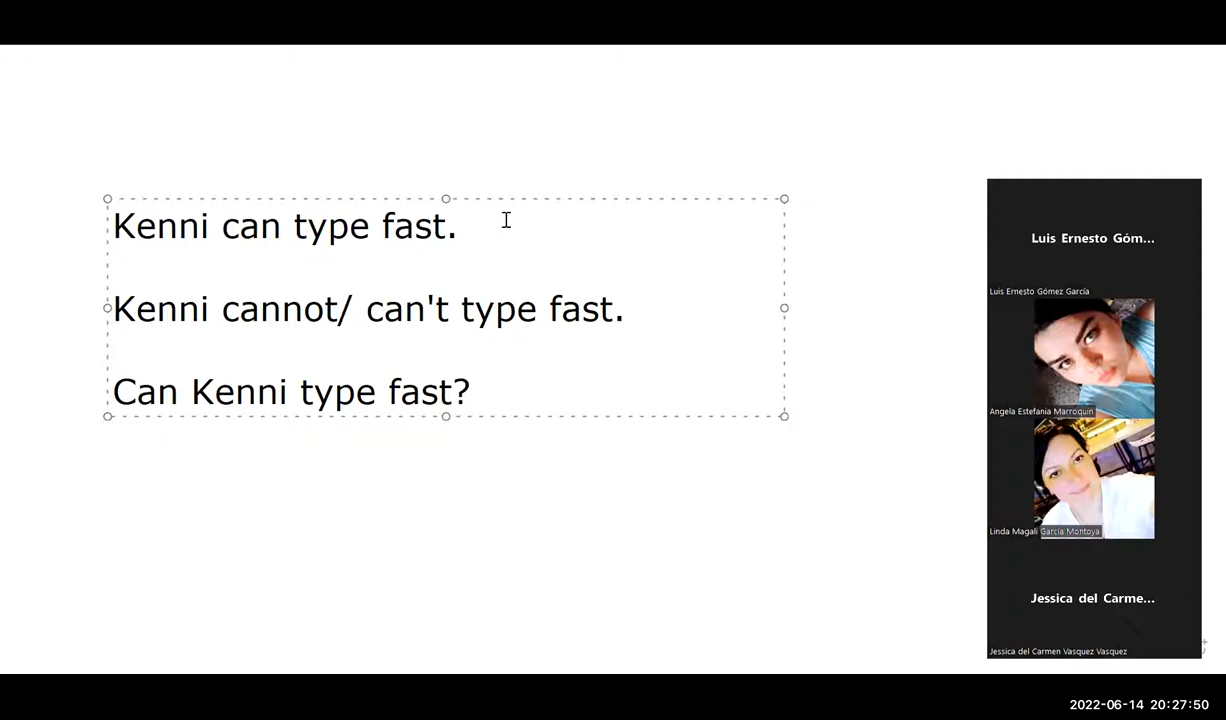 Kenni can type fast.
Kenni cannot/ can't type fast.
Can Kenni type fast?
Luis Ernesto Góm...
Luis Ernesto Gómez García
Angela Estefania Marroquin
Linda Magali Garcia Montoya
Jessica del Carme...
Jessica del Carmen Vasquez Vasquez
2022-06-14 20:27:50